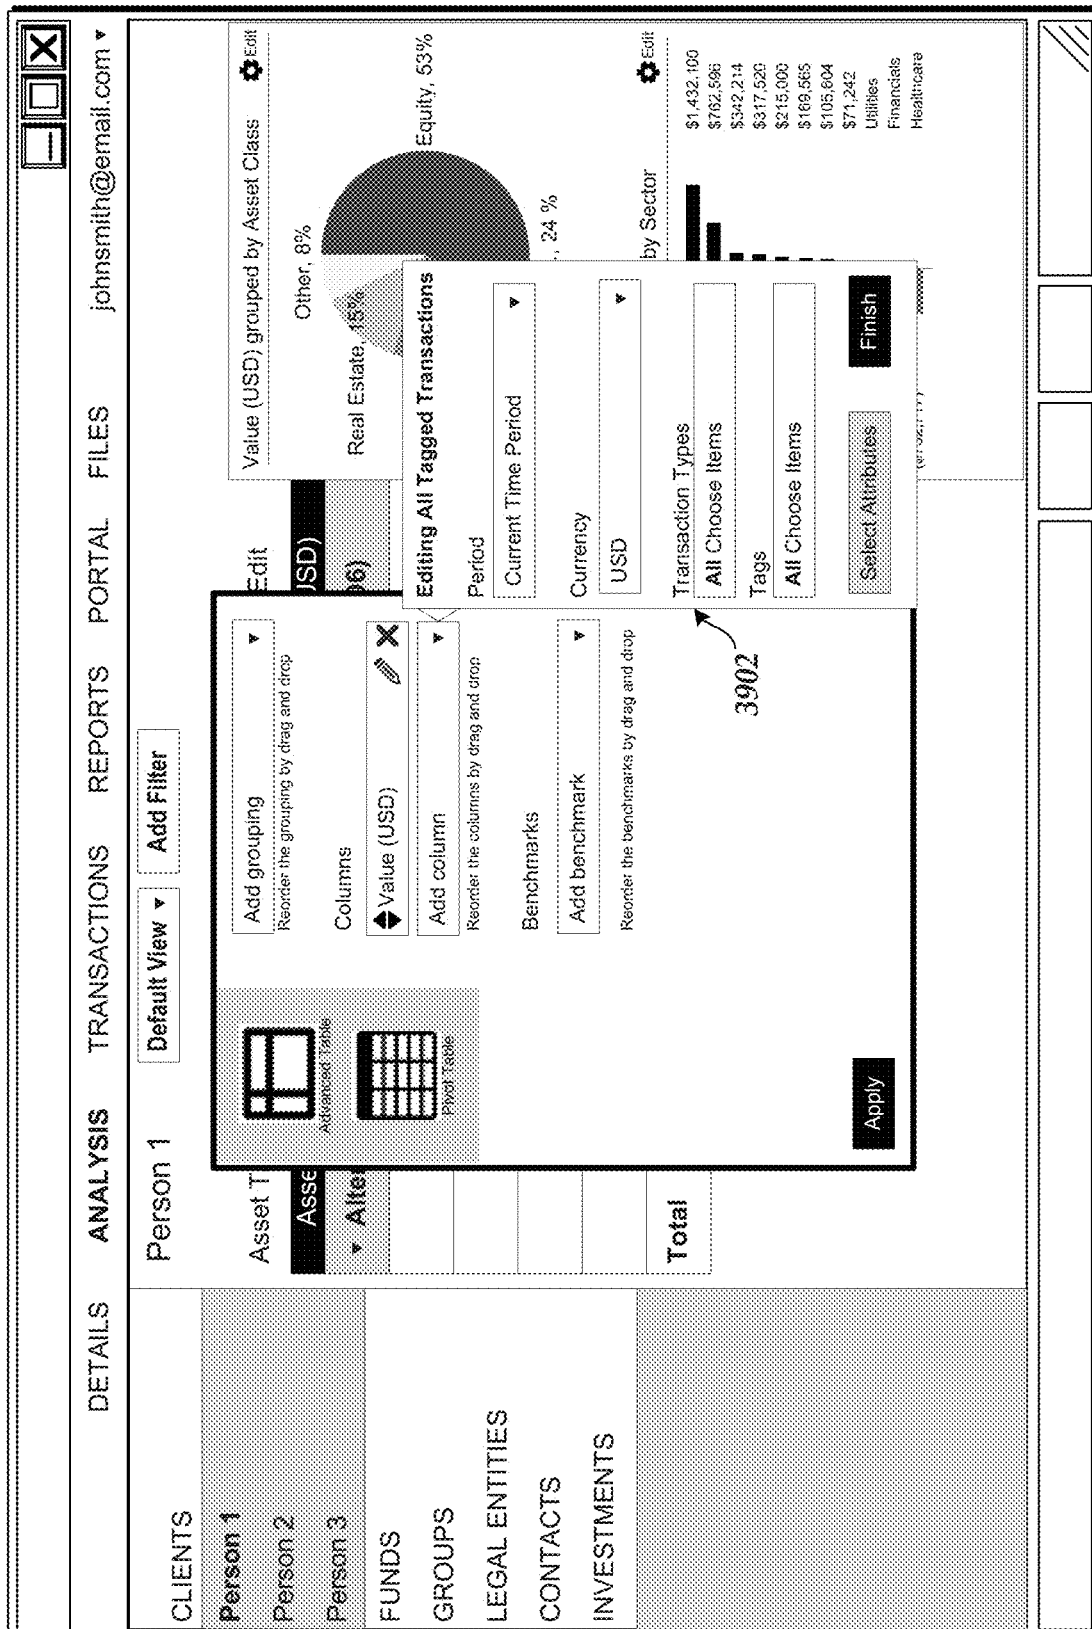 DETAILS ANALYSIS TRANSACTIONS REPORTS PORTAL FILES johnsmith@email.com
CLIENTS
Person 1
Person 2
Person 3
FUNDS
GROUPS
LEGAL ENTITIES
CONTACTS
INVESTMENTS
Person 1 Default View Add Filter
Asset T
Edit
Asse
USD)
Alter
96)
Total
Advanced Table
Pivot Table
Add grouping
Reorder the grouping by drag and drop
Columns
Value (USD)
Add column
Reorder the columns by drag and drop
Benchmarks
Add benchmark
Reorder the benchmarks by drag and drop
Apply
3902
Editing All Tagged Transactions
Period
Current Time Period
Currency
USD
Transaction Types
All Choose Items
Tags
All Choose Items
Select Attributes Finish
Value (USD) grouped by Asset Class Edit
Other, 8%
Real Estate, 15%
Equity, 53%
, 24 %
by Sector Edit
$1,432,100
$762,596
$342,214
$317,520
$215,000
$169,565
$105,604
$71,242
Utilities
Financials
Healthcare